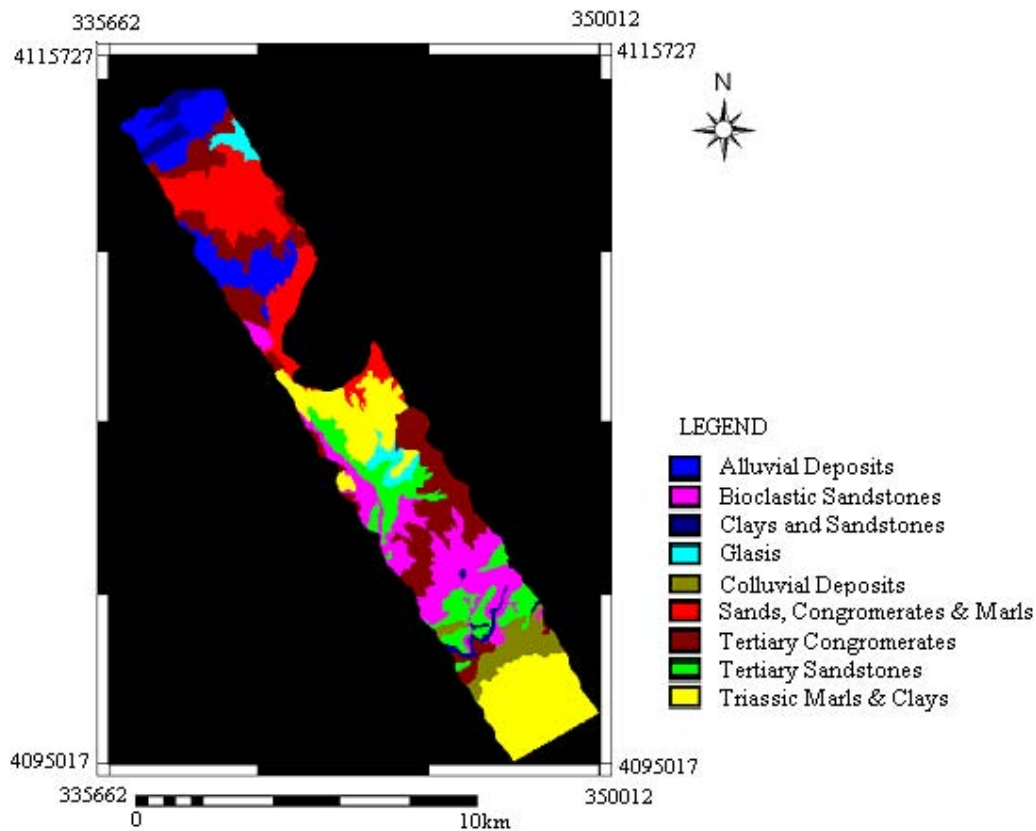 335662 350012
4115727 4115727
N
LEGEND
Alluvial Deposits
Bioclastic Sandstones
Clays and Sandstones
Glasis
Colluvial Deposits
Sands, Congromerates & Marls
Tertiary Congromerates
Tertiary Sandstones
Triassic Marls & Clays
4095017 4095017
335662 350012
0 10km